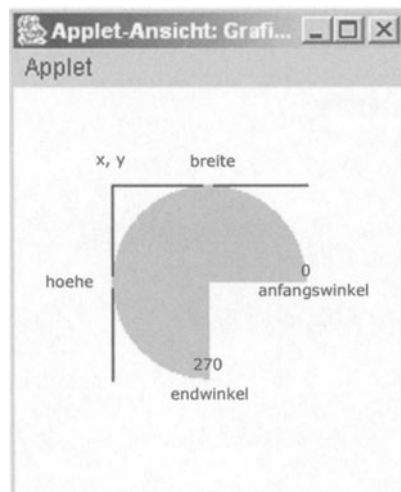 Applet-Ansicht: Grafi...
Applet
x, y
breite
0
hoehe
anfangswinkel
270
endwinkel